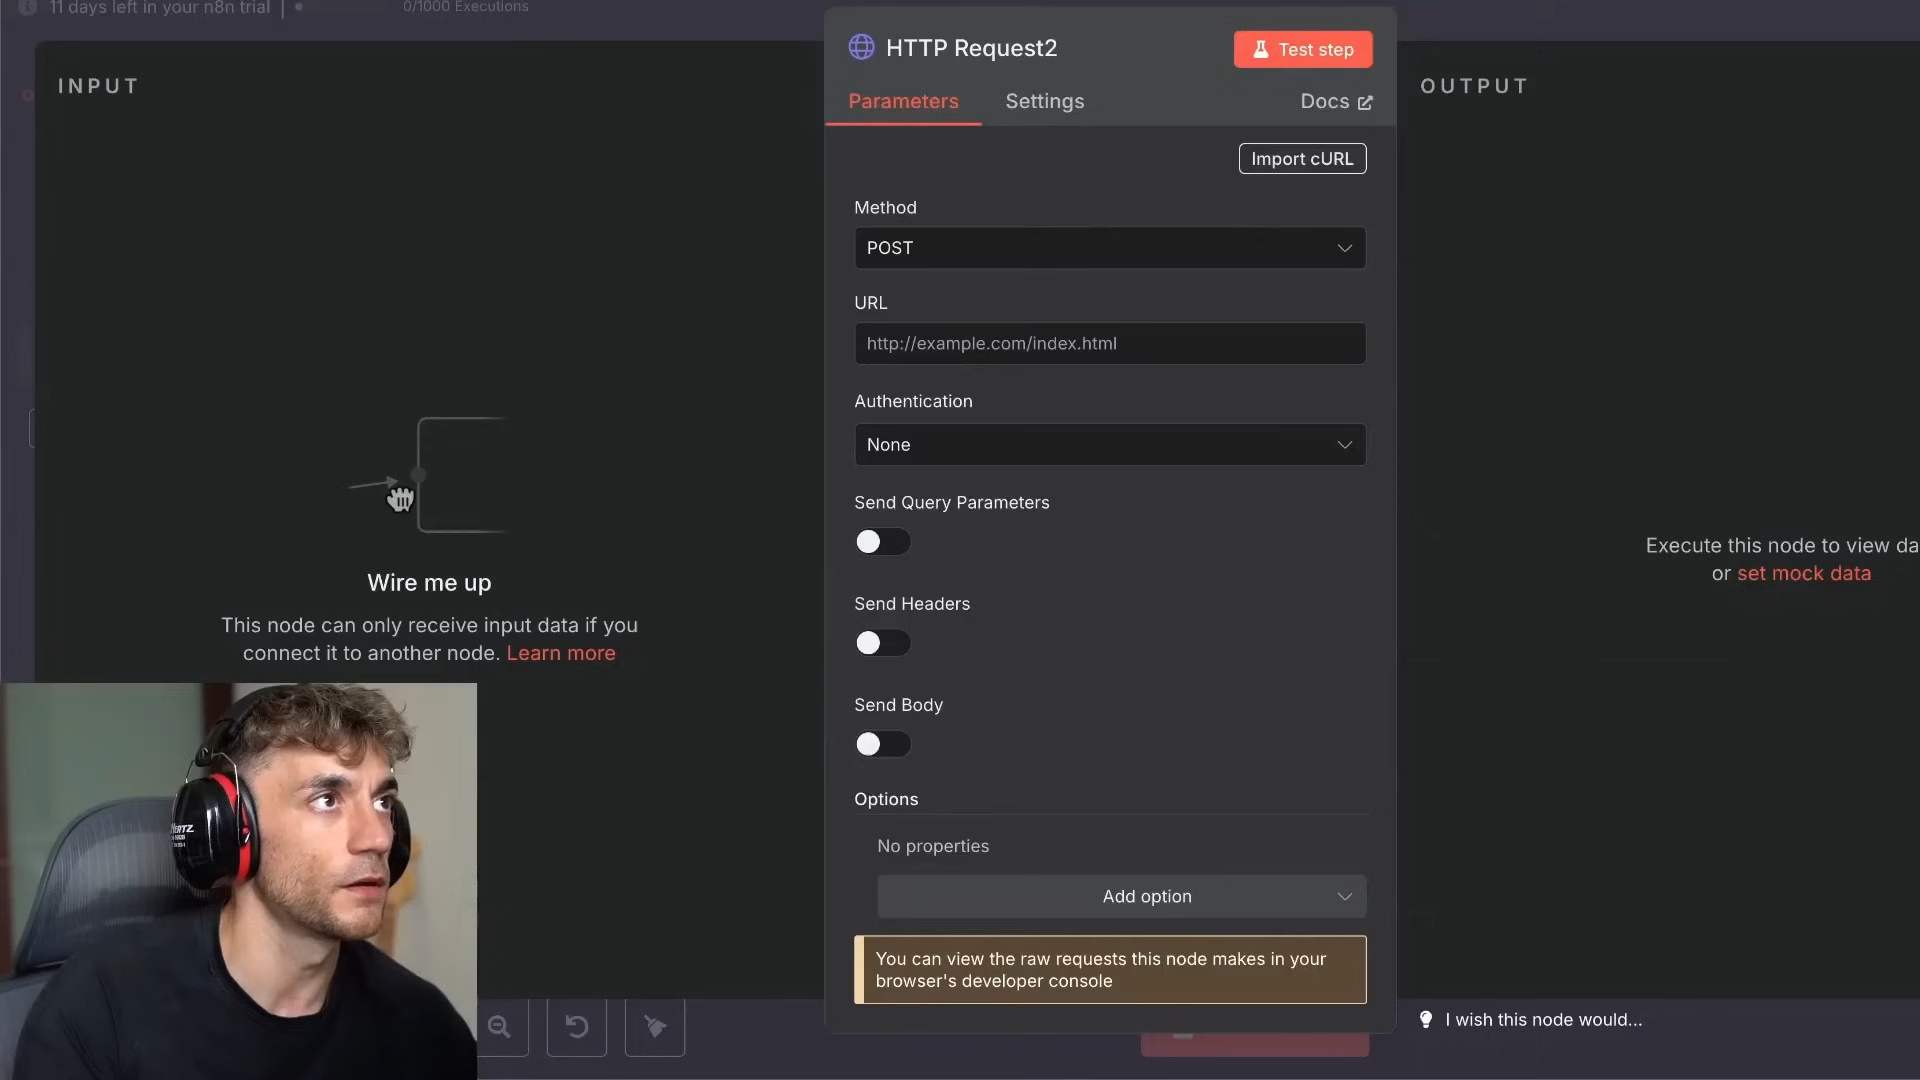 11 days left in your n8n trial
0/1000 Executions
INPUT
Wire me up
This node can only receive input data if you
connect it to another node. Learn more
HTTP Request2
Test step
Parameters
Settings
Docs
Import cURL
Method
POST
URL
http://example.com/index.html
Authentication
None
Send Query Parameters
Send Headers
Send Body
Options
No properties
Add option
You can view the raw requests this node makes in your
browser's developer console
OUTPUT
Execute this node to view da
or set mock data
I wish this node would...